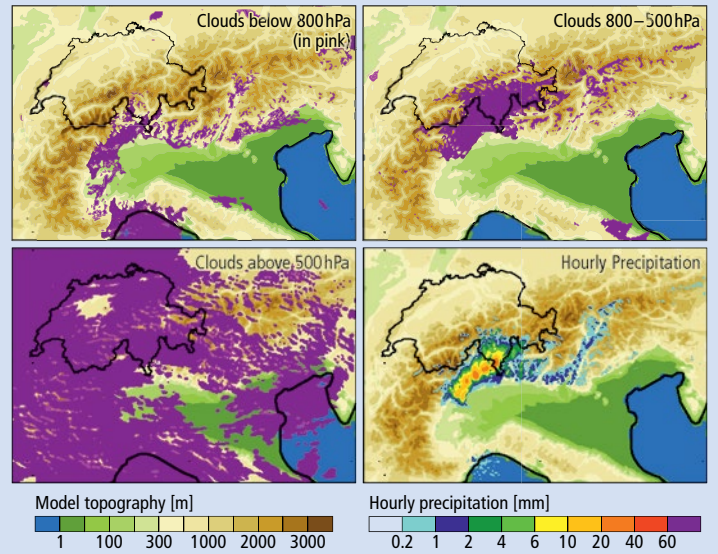 Clouds below 800 hPa
(in pink)
Clouds 800–500 hPa
Clouds above 500 hPa
Hourly Precipitation
Model topography [m]
1 100 300 1000 2000 3000
Hourly precipitation [mm]
0.2 1 2 4 6 10 20 40 60